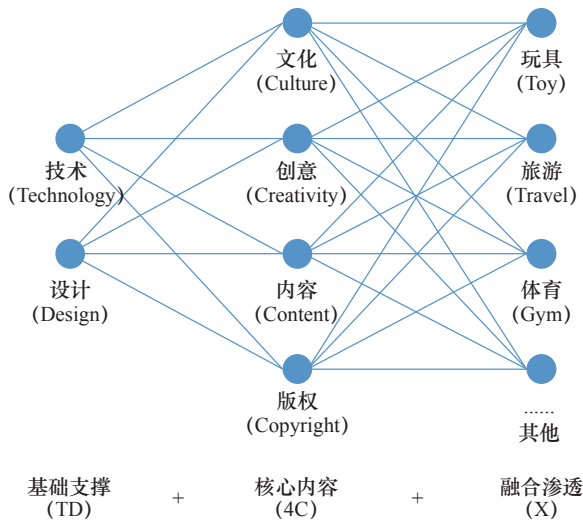 文化
(Culture)
玩具
(Toy)
技术
(Technology)
创意
(Creativity)
旅游
(Travel)
设计
(Design)
内容
(Content)
体育
(Gym)
版权
(Copyright)
......
其他
基础支撑 + 核心内容 + 融合渗透
(TD) (4C) (X)